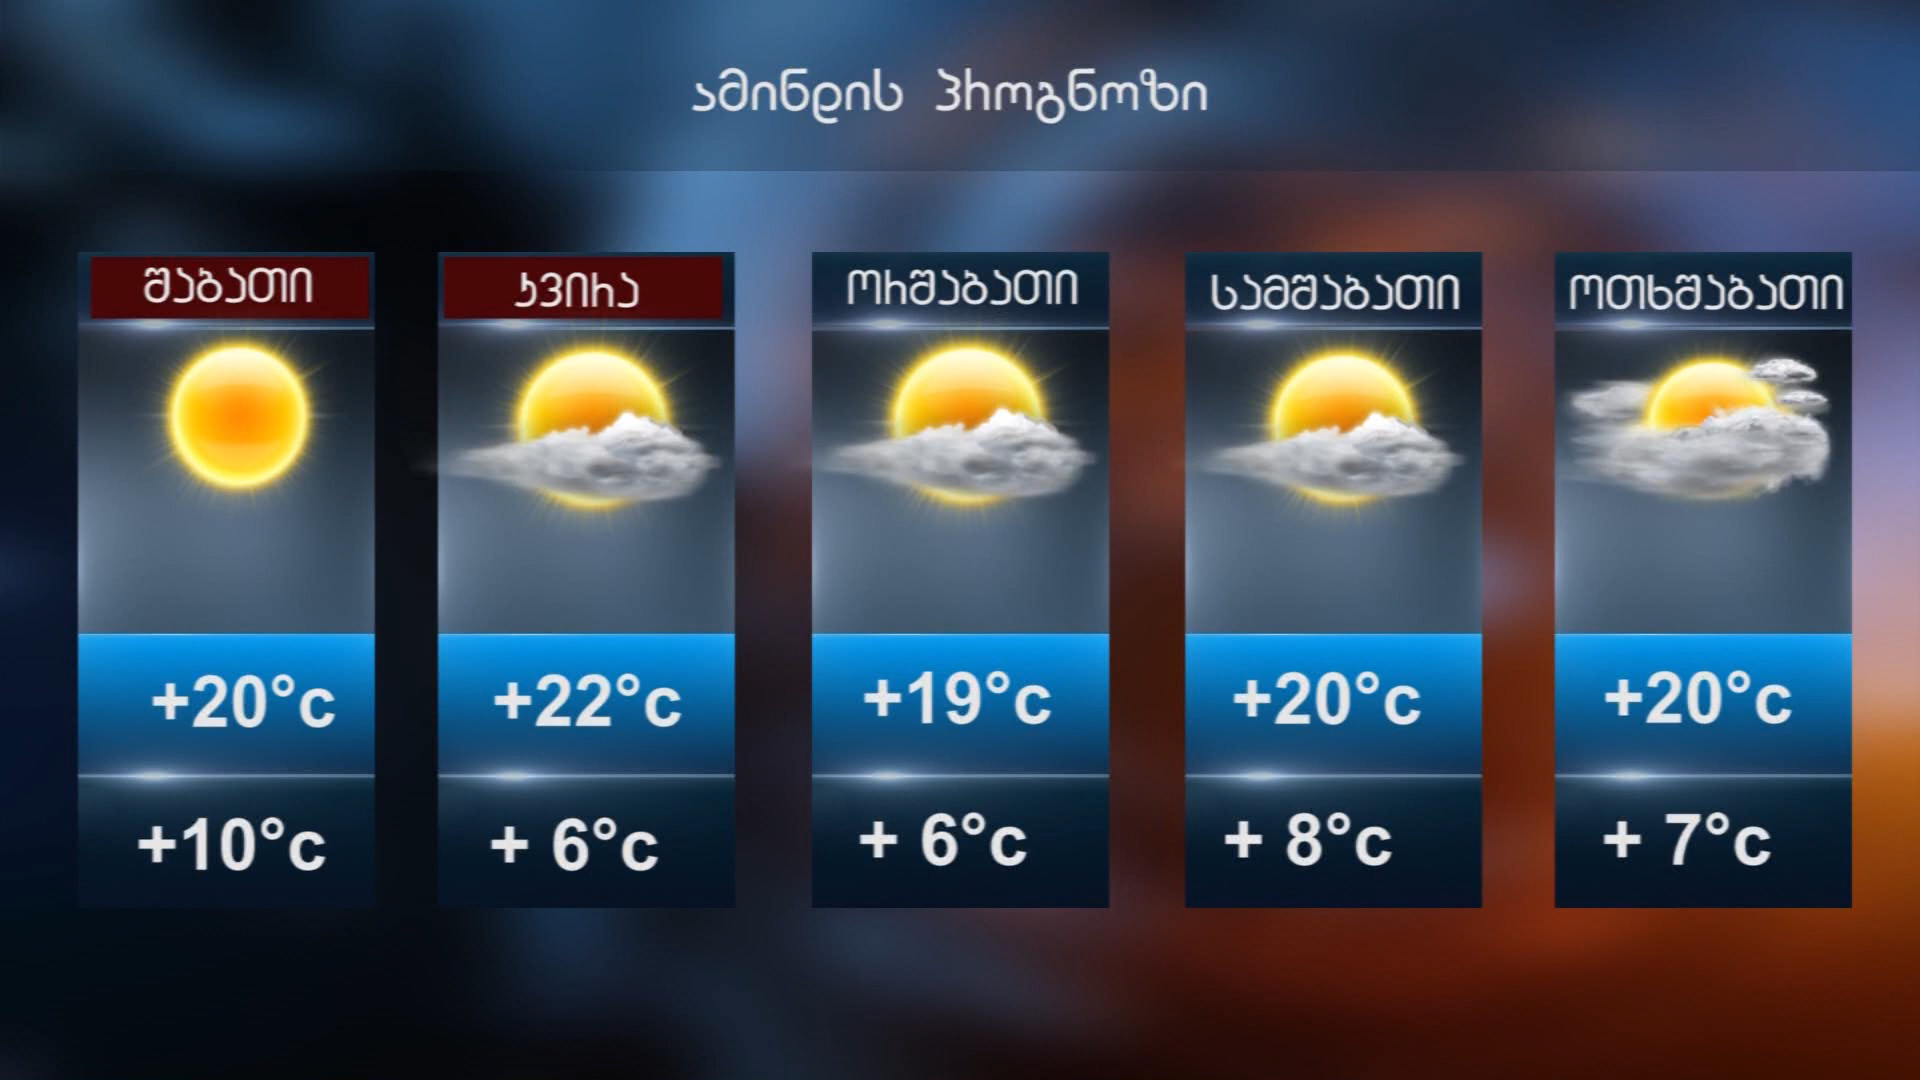 ამინდის პროგნოზი
შაბათი
+20°c
+10°c
კვირა
+22°c
+ 6°c
ორშაბათი
+19°c
+ 6°c
სამშაბათი
+20°c
+ 8°c
ოთხშაბათი
+20°c
+ 7°c